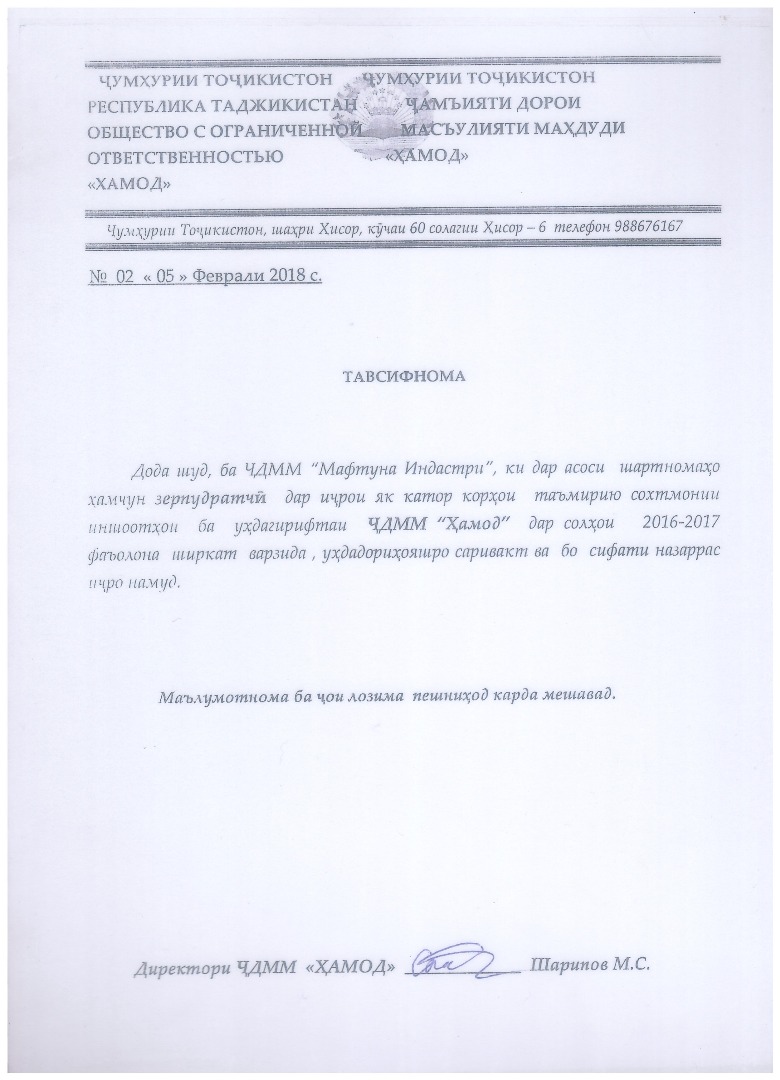 ҶУМҲУРИИ ТОҶИКИСТОН ҶУМҲУРИИ ТОҶИКИСТОН
РЕСПУБЛИКА ТАДЖИКИСТАН ҶАМЪИЯТИ ДОРОИ
ОБЩЕСТВО С ОГРАНИЧЕННОЙ МАСЪУЛИЯТИ МАҲДУДИ
ОТВЕТСТВЕННОСТЬЮ «ҲАМОД»
«ХАМОД»
Ҷумҳурии Тоҷикистон, шаҳри Ҳисор, кӯчаи 60 солагии Ҳисор – 6 телефон 988676167
№ 02 « 05 » Феврали 2018 с.
ТАВСИФНОМА
Дода шуд, ба ҶДММ “Мафтуна Индастри”, ки дар асоси шартномаҳо
ҳамчун зерпудратчӣ дар иҷрои як катор корҳои таъмирию сохтмонии
иншоотҳои ба уҳдагирифтаи ҶДММ “Ҳамод” дар солҳои 2016-2017
фаъолона ширкат варзида , уҳдадориҳояшро саривакт ва бо сифати назаррас
иҷро намуд.
Маълумотнома ба ҷои лозима пешниҳод карда мешавад.
Директори ҶДММ «ҲАМОД» Шарипов М.С.